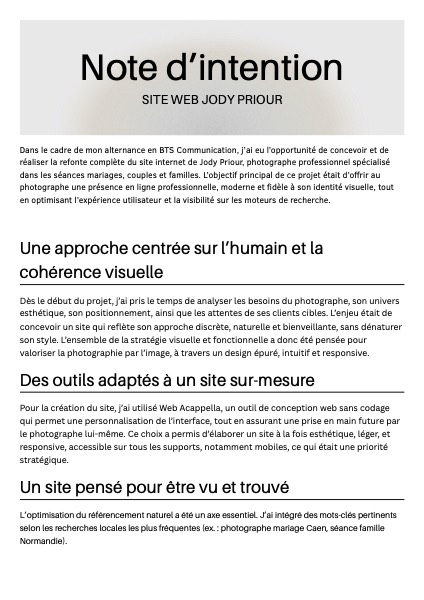 Note d’intention
SITE WEB JODY PRIOUR
Dans le cadre de mon alternance en BTS Communication, j’ai eu l’opportunité de concevoir et de
réaliser la refonte complète du site internet de Jody Priour, photographe professionnel spécialisé
dans les séances mariages, couples et familles. L’objectif principal de ce projet était d’offrir au
photographe une présence en ligne professionnelle, moderne et fidèle à son identité visuelle, tout
en optimisant l’expérience utilisateur et la visibilité sur les moteurs de recherche.
Une approche centrée sur l’humain et la
cohérence visuelle
Dès le début du projet, j’ai pris le temps de analyser les besoins du photographe, son univers
esthétique, son positionnement, ainsi que les attentes de ses clients cibles. L’enjeu était de
concevoir un site qui reflète son approche discrète, naturelle et bienveillante, sans dénaturer
son style. L’ensemble de la stratégie visuelle et fonctionnelle a donc été pensée pour
valoriser la photographie par l’image, à travers un design épuré, intuitif et responsive.
Des outils adaptés à un site sur-mesure
Pour la création du site, j’ai utilisé Web Acappella, un outil de conception web sans codage
qui permet une personnalisation de l’interface, tout en assurant une prise en main future par
le photographe lui-même. Ce choix a permis d’élaborer un site à la fois esthétique, léger, et
responsive, accessible sur tous les supports, notamment mobiles, ce qui était une priorité
stratégique.
Un site pensé pour être vu et trouvé
L’optimisation du référencement naturel a été un axe essentiel. J’ai intégré des mots-clés pertinents
selon les recherches locales les plus fréquentes (ex. : photographe mariage Caen, séance famille
Normandie).